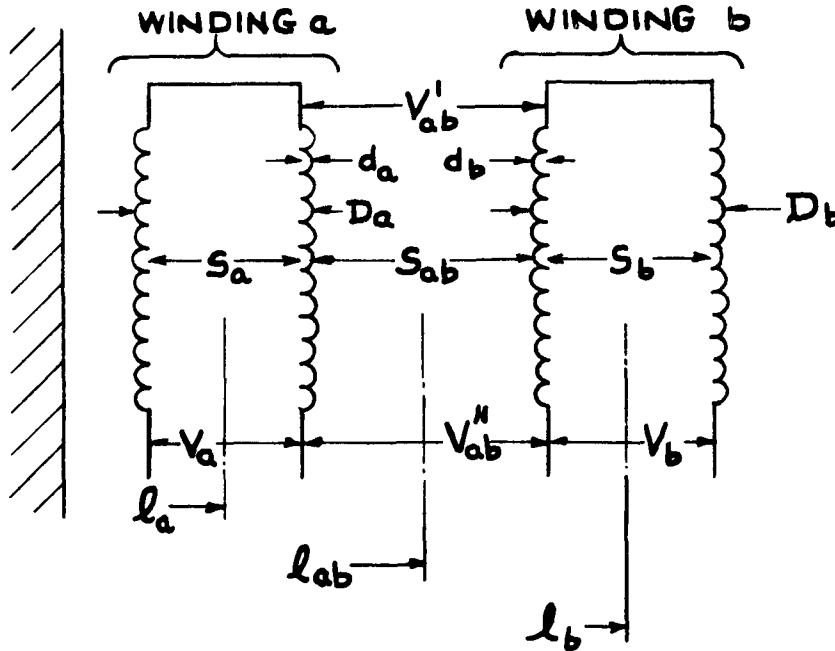 WINDING a WINDING b
V'ab
da db
Da Db
Sa Sab Sb
Va V"ab Vb
la
lab
lb